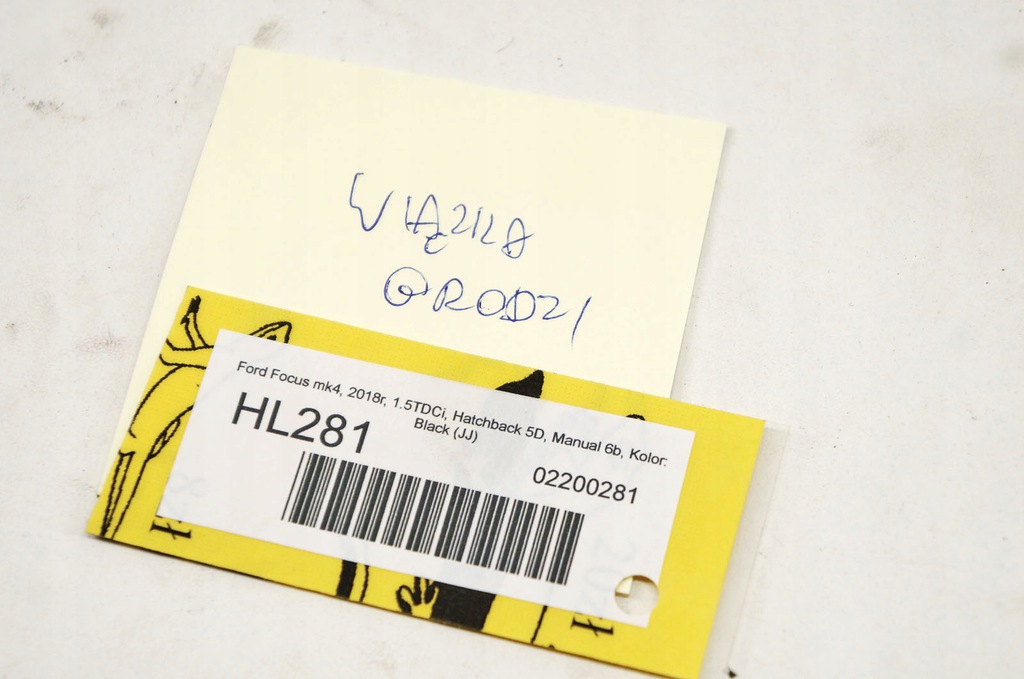 WIĄZKA
GRODZI
Ford Focus mk4, 2018r, 1.5TDCi, Hatchback 5D, Manual 6b, Kolor:
Black (JJ)
HL281
02200281